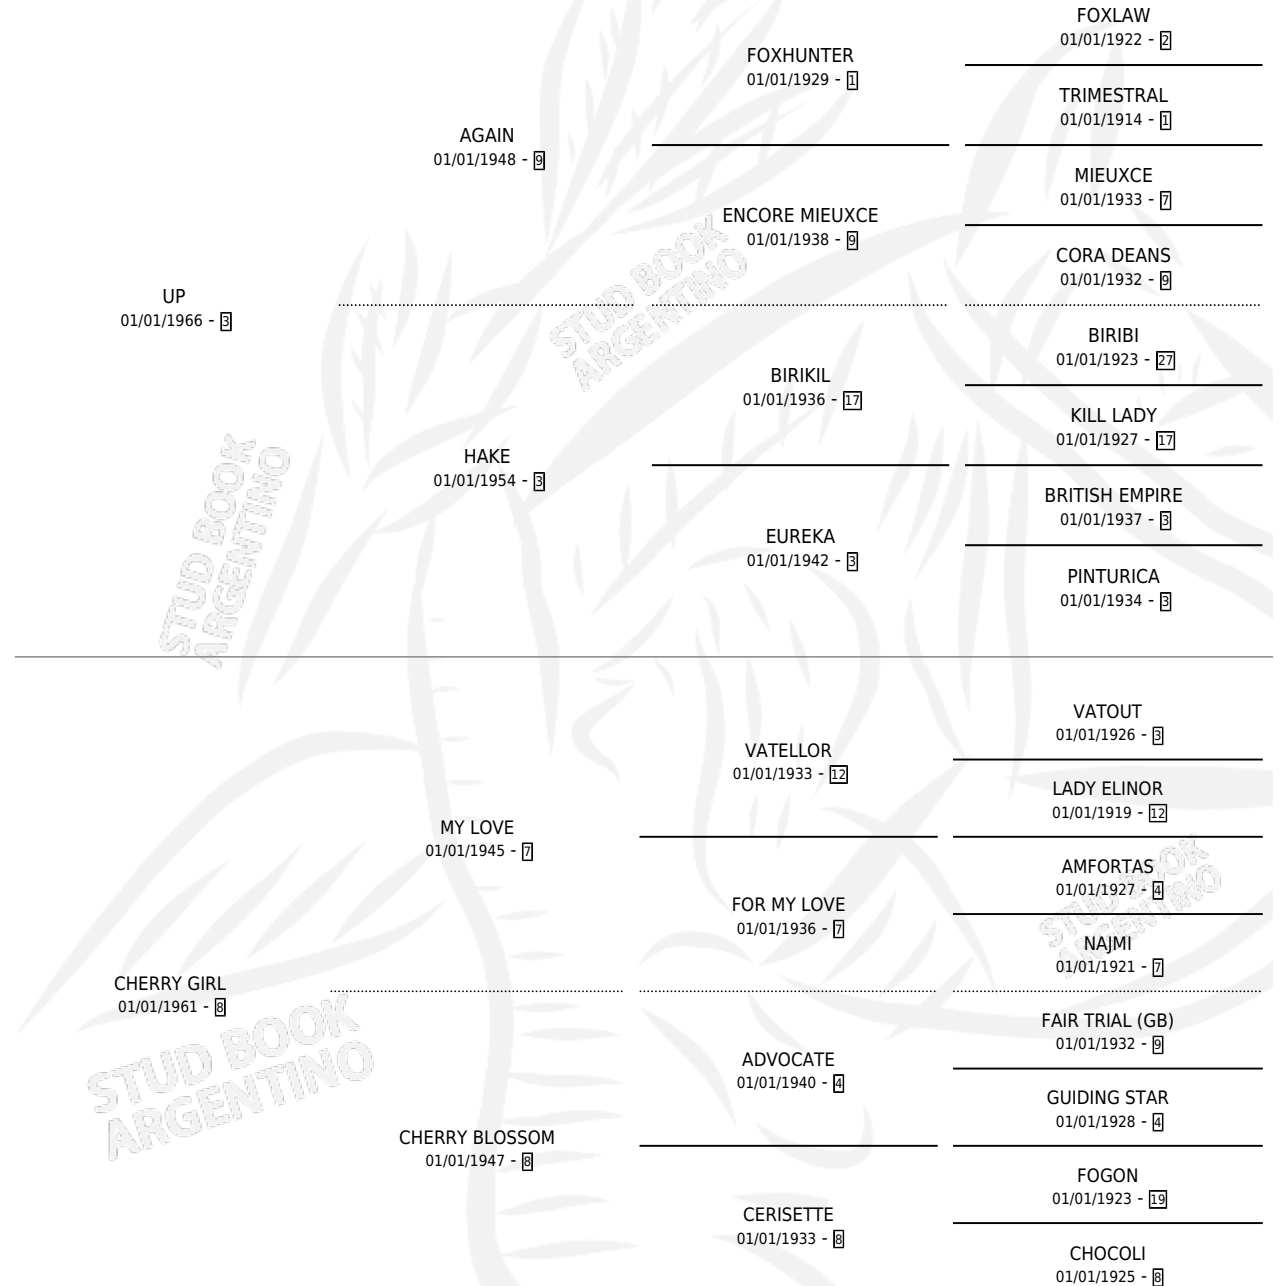 FOXLAW
01/01/1922 - 2
FOXHUNTER
01/01/1929 - 1
TRIMESTRAL
01/01/1914 - 1
AGAIN
01/01/1948 - 9
MIEUXCE
01/01/1933 - 7
ENCORE MIEUXCE
01/01/1938 - 9
CORA DEANS
01/01/1932 - 9
UP
01/01/1966 - 3
BIRIBI
01/01/1923 - 27
BIRIKIL
01/01/1936 - 17
KILL LADY
01/01/1927 - 17
HAKE
01/01/1954 - 3
BRITISH EMPIRE
01/01/1937 - 3
EUREKA
01/01/1942 - 3
PINTURICA
01/01/1934 - 3
VATOUT
01/01/1926 - 3
VATELLOR
01/01/1933 - 12
LADY ELINOR
01/01/1919 - 12
MY LOVE
01/01/1945 - 7
AMFORTAS
01/01/1927 - 4
FOR MY LOVE
01/01/1936 - 7
NAJMI
01/01/1921 - 7
CHERRY GIRL
01/01/1961 - 8
FAIR TRIAL (GB)
01/01/1932 - 9
ADVOCATE
01/01/1940 - 4
GUIDING STAR
01/01/1928 - 4
CHERRY BLOSSOM
01/01/1947 - 8
FOGON
01/01/1923 - 19
CERISETTE
01/01/1933 - 8
CHOCOLI
01/01/1925 - 8
STUD BOOK
ARGENTINO
STUD BOOK
ARGENTINO
STUD BOOK
ARGENTINO
STUD BOOK
ARGENTINO